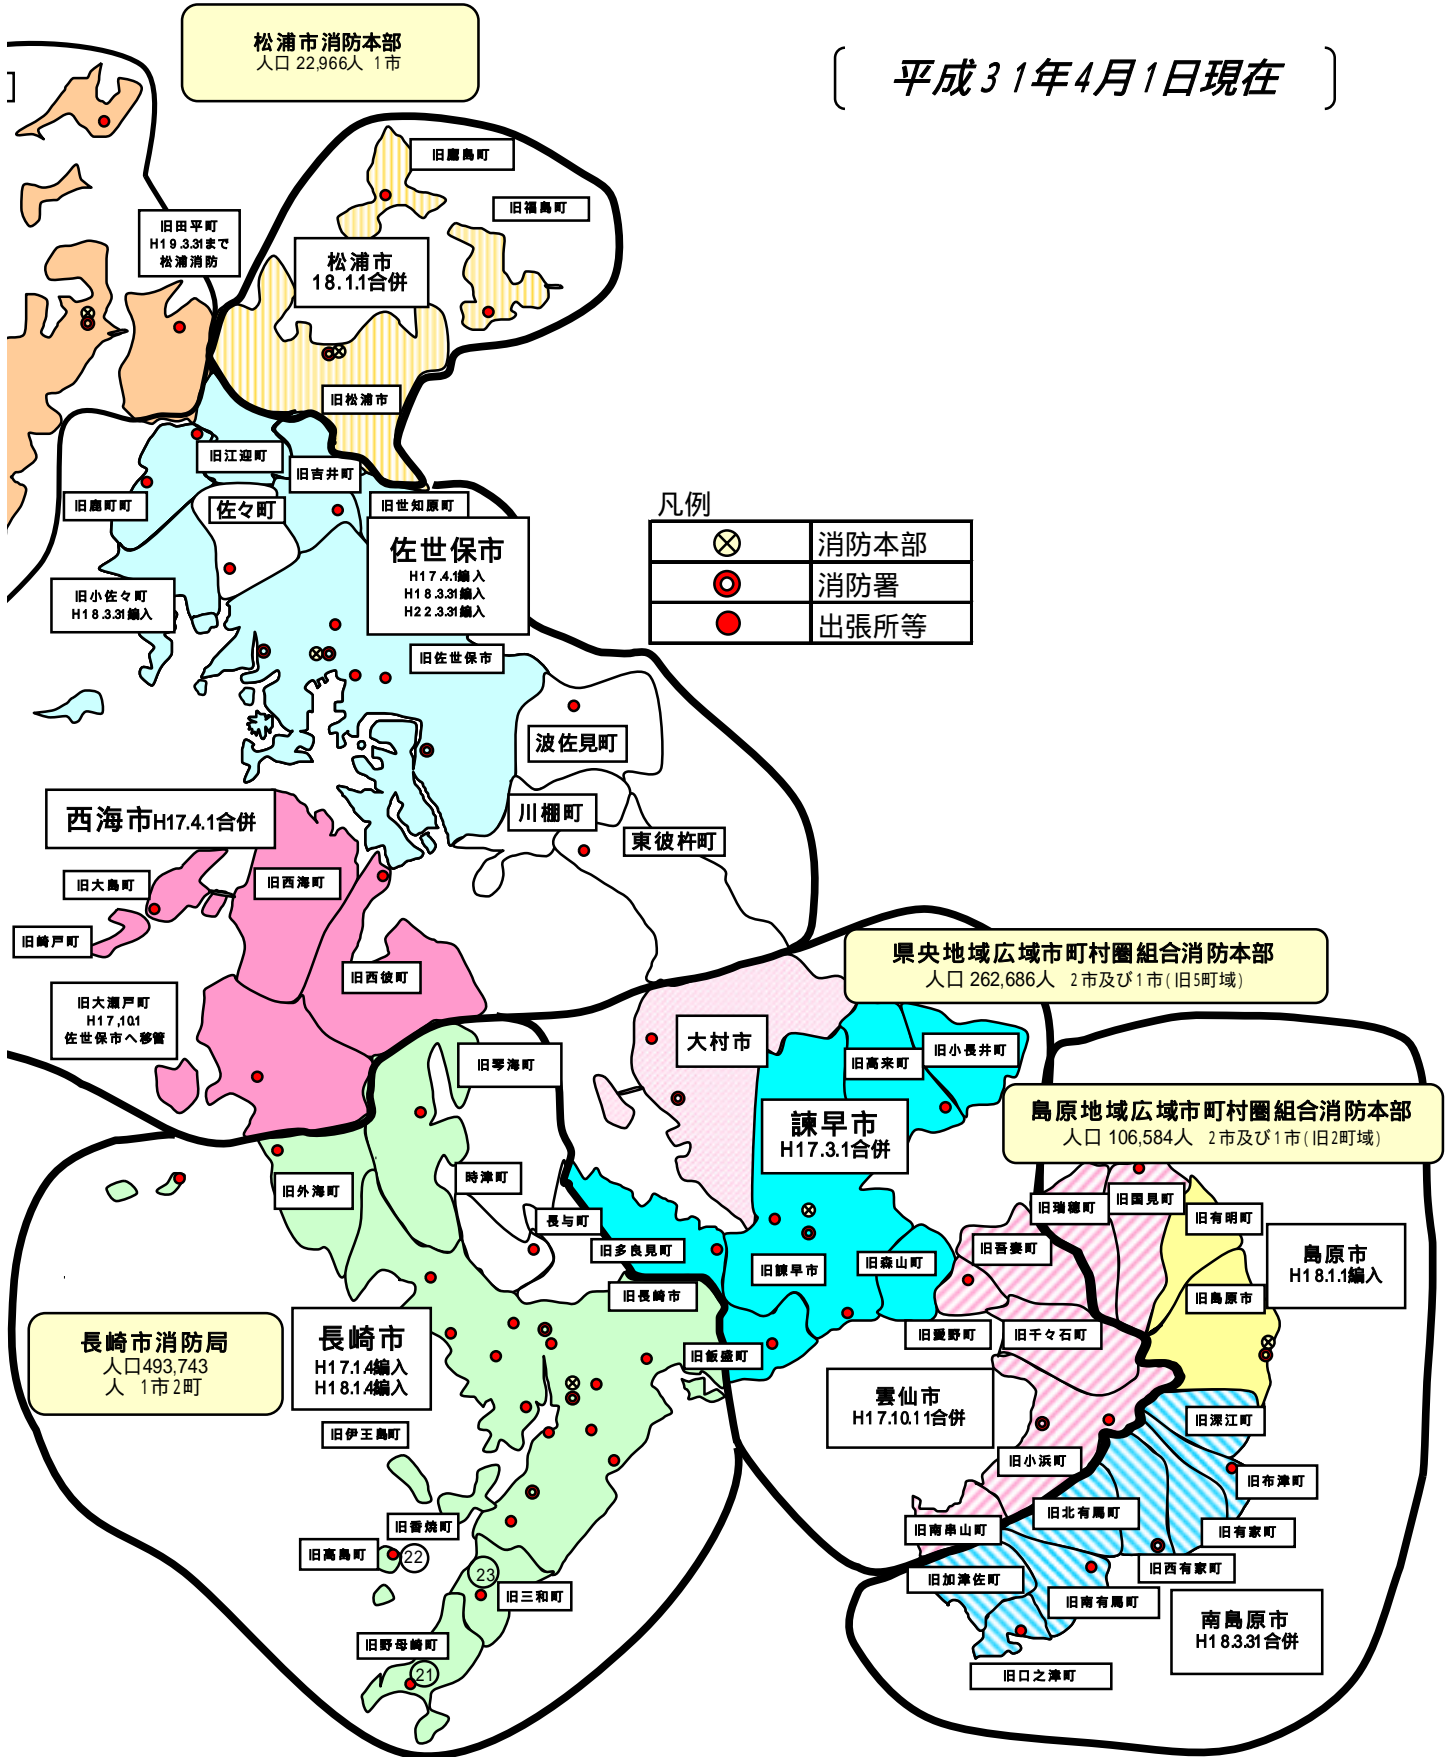 松浦市消防本部
人口 22,966人 1市
平成31年4月1日現在
旧鷹島町
旧福島町
旧田平町
H19.3.31まで
松浦消防
松浦市
18.1.1合併
旧松浦市
旧江迎町
旧吉井町
旧鹿町町
佐々町
旧世知原町
佐世保市
H17.4.1編入
H18.3.31編入
H22.3.31編入
旧小佐々町
H18.3.31編入
旧佐世保市
凡例
消防本部
消防署
出張所等
波佐見町
川棚町
東彼杵町
西海市H17.4.1合併
旧大島町
旧西海町
旧崎戸町
旧西彼町
旧大瀬戸町
H17,10.1
佐世保市へ移管
県央地域広域市町村圏組合消防本部
人口 262,686人 2市及び1市(旧5町域)
大村市
旧高来町
旧小長井町
旧琴海町
諫早市
H17.3.1合併
島原地域広域市町村圏組合消防本部
人口 106,584人 2市及び1市(旧2町域)
旧外海町
時津町
長与町
旧多良見町
旧諫早市
旧森山町
旧瑞穂町
旧国見町
旧有明町
旧吾妻町
島原市
H18.1.1編入
旧島原市
旧長崎市
旧愛野町
旧千々石町
旧飯盛町
長崎市消防局
人口493,743
人 1市2町
長崎市
H17.1.4編入
H18.1.4編入
雲仙市
H17.10.11合併
旧深江町
旧伊王島町
旧小浜町
旧布津町
旧北有馬町
旧有家町
旧南串山町
旧香焼町
旧高島町
22
旧西有家町
旧加津佐町
23
旧三和町
旧南有馬町
南島原市
H18.3.31合併
旧野母崎町
21
旧口之津町